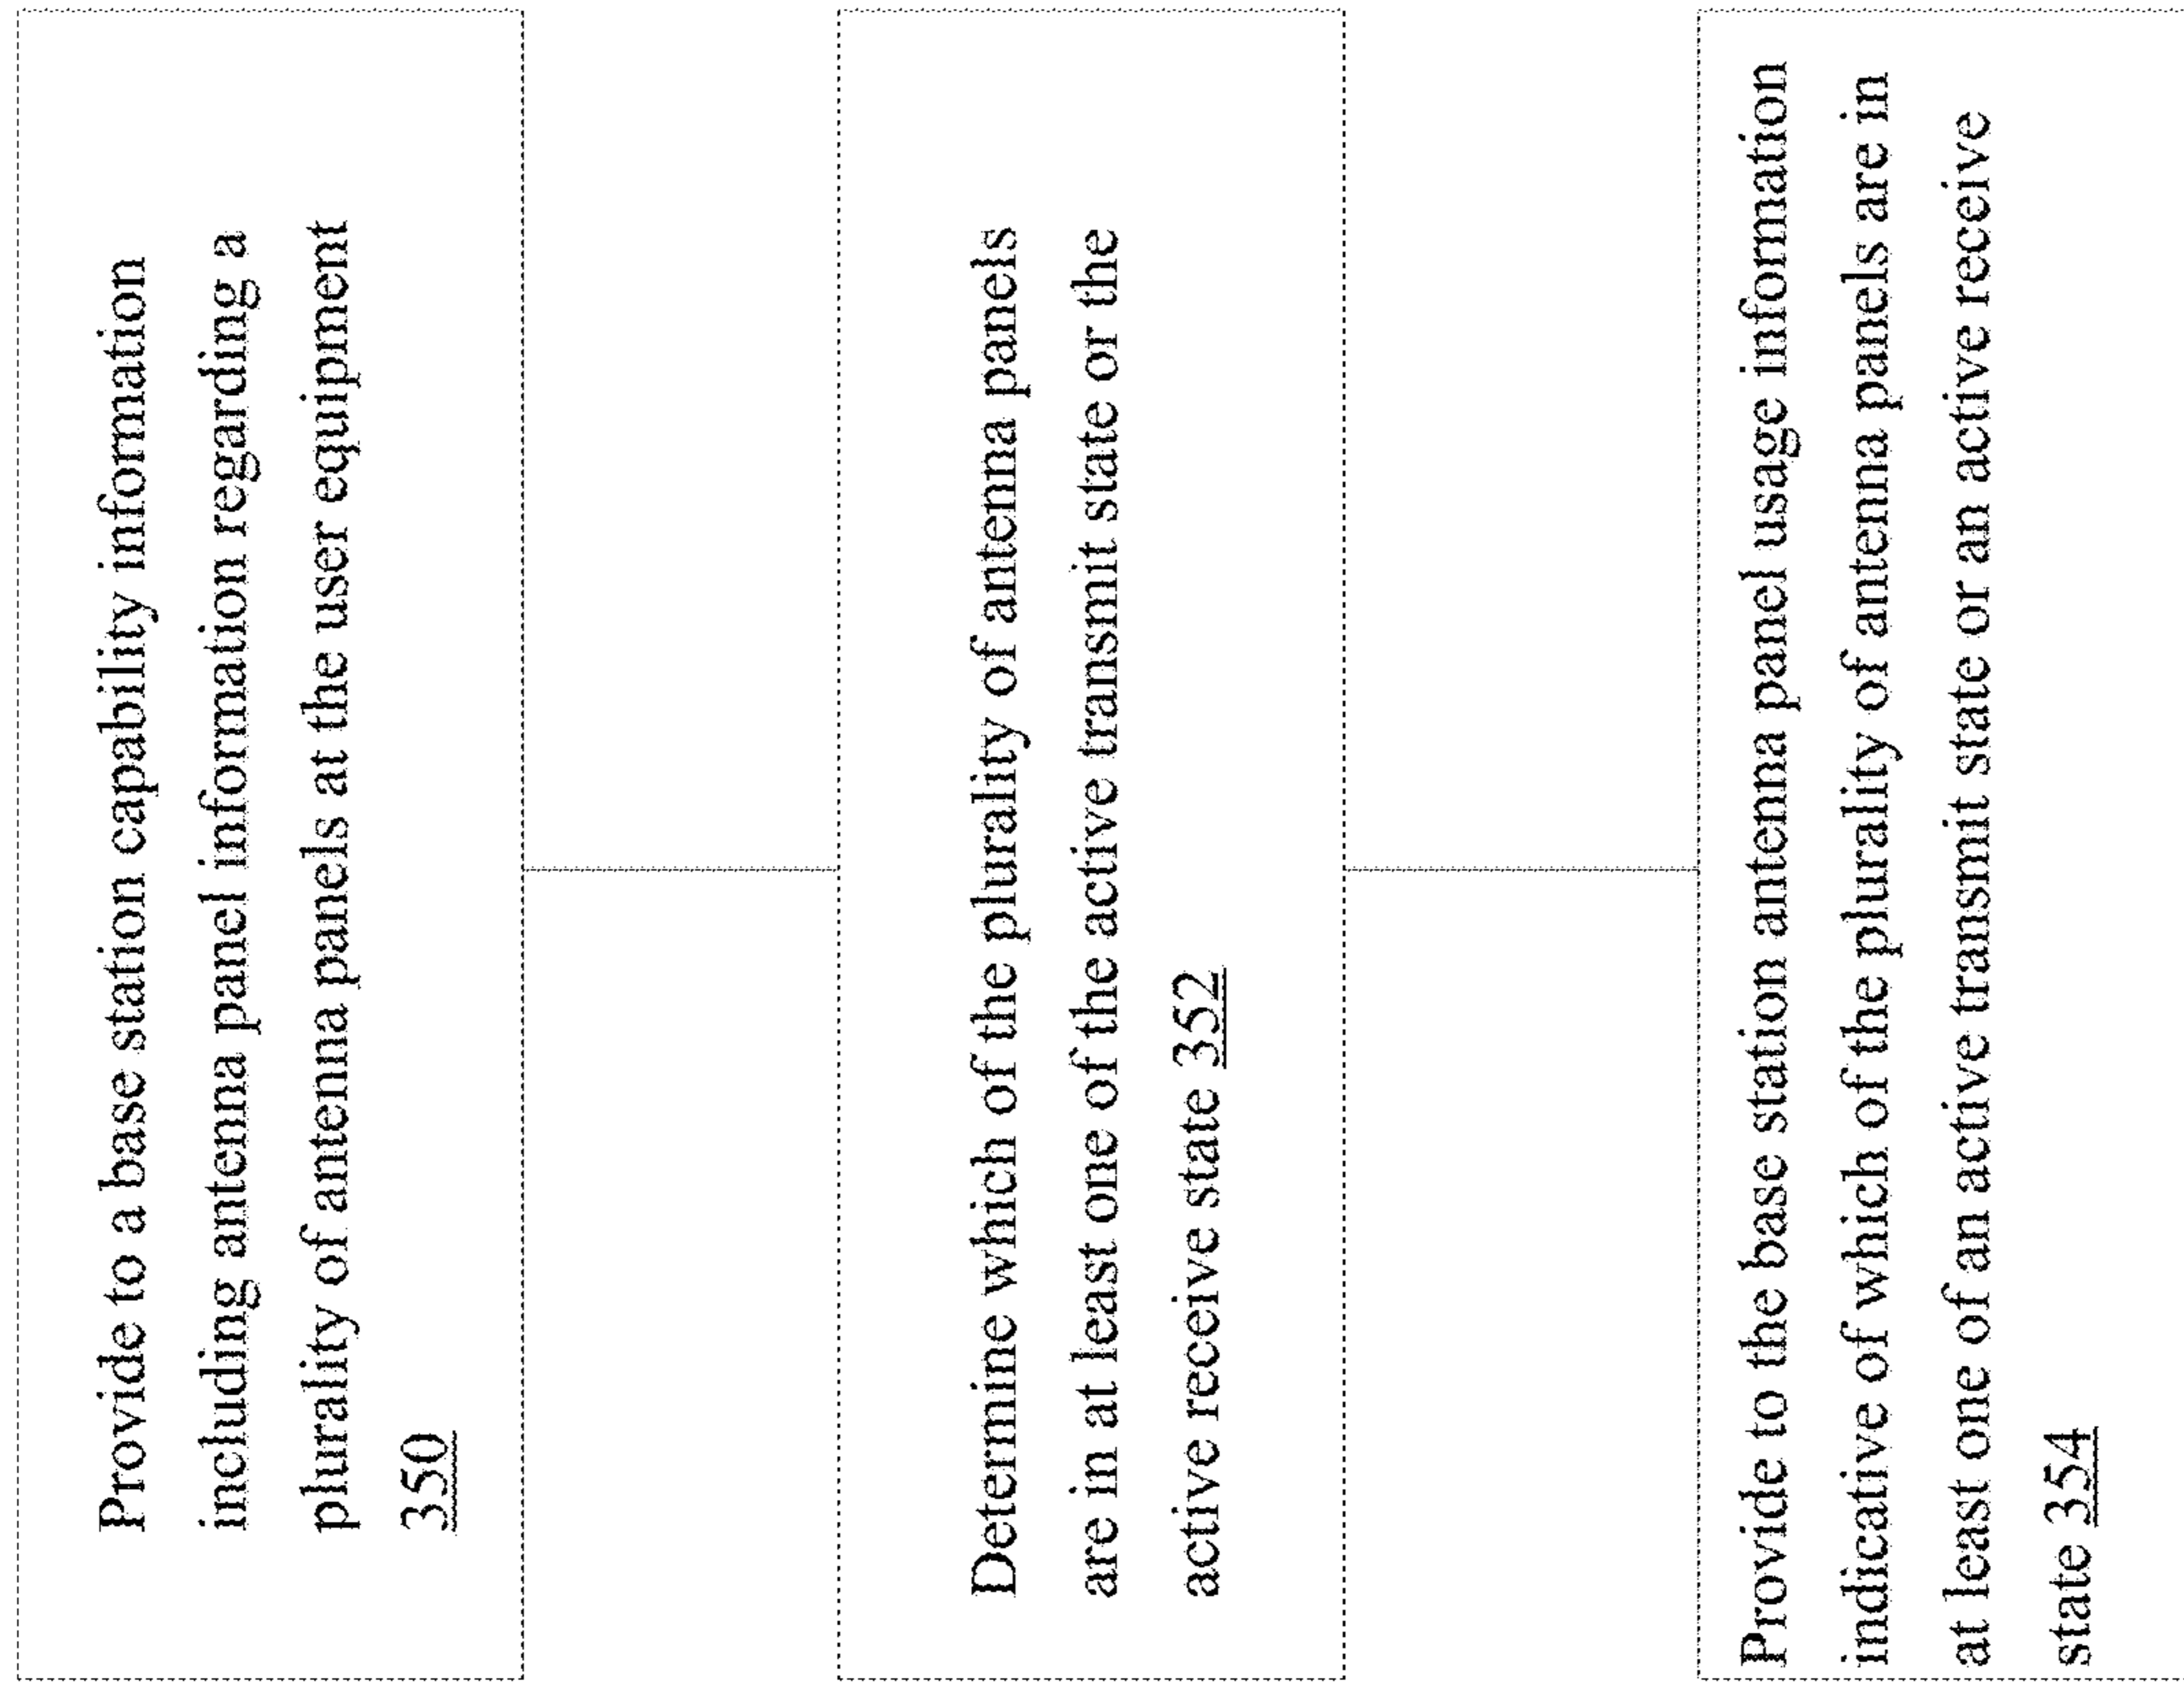 Provide to a base station capability information
including antenna panel information regarding a
plurality of antenna panels at the user equipment
350
Determine which of the plurality of antenna panels
are in at least one of the active transmit state or the
active receive state 352
Provide to the base station antenna panel usage information
indicative of which of the plurality of antenna panels are in
at least one of an active transmit state or an active receive
state 354